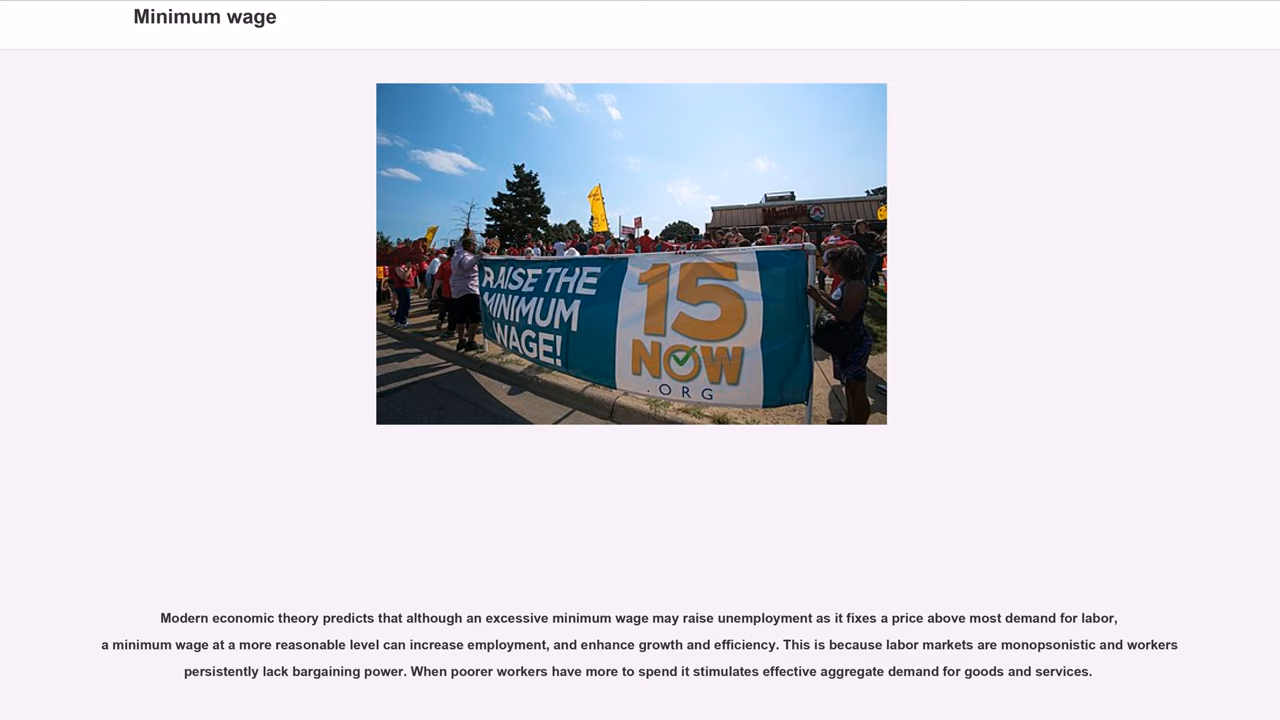 Minimum wage
RAISE THE
MINIMUM
WAGE!
15
NOW
.ORG
Modern economic theory predicts that although an excessive minimum wage may raise unemployment as it fixes a price above most demand for labor,
a minimum wage at a more reasonable level can increase employment, and enhance growth and efficiency. This is because labor markets are monopsonistic and workers
persistently lack bargaining power. When poorer workers have more to spend it stimulates effective aggregate demand for goods and services.